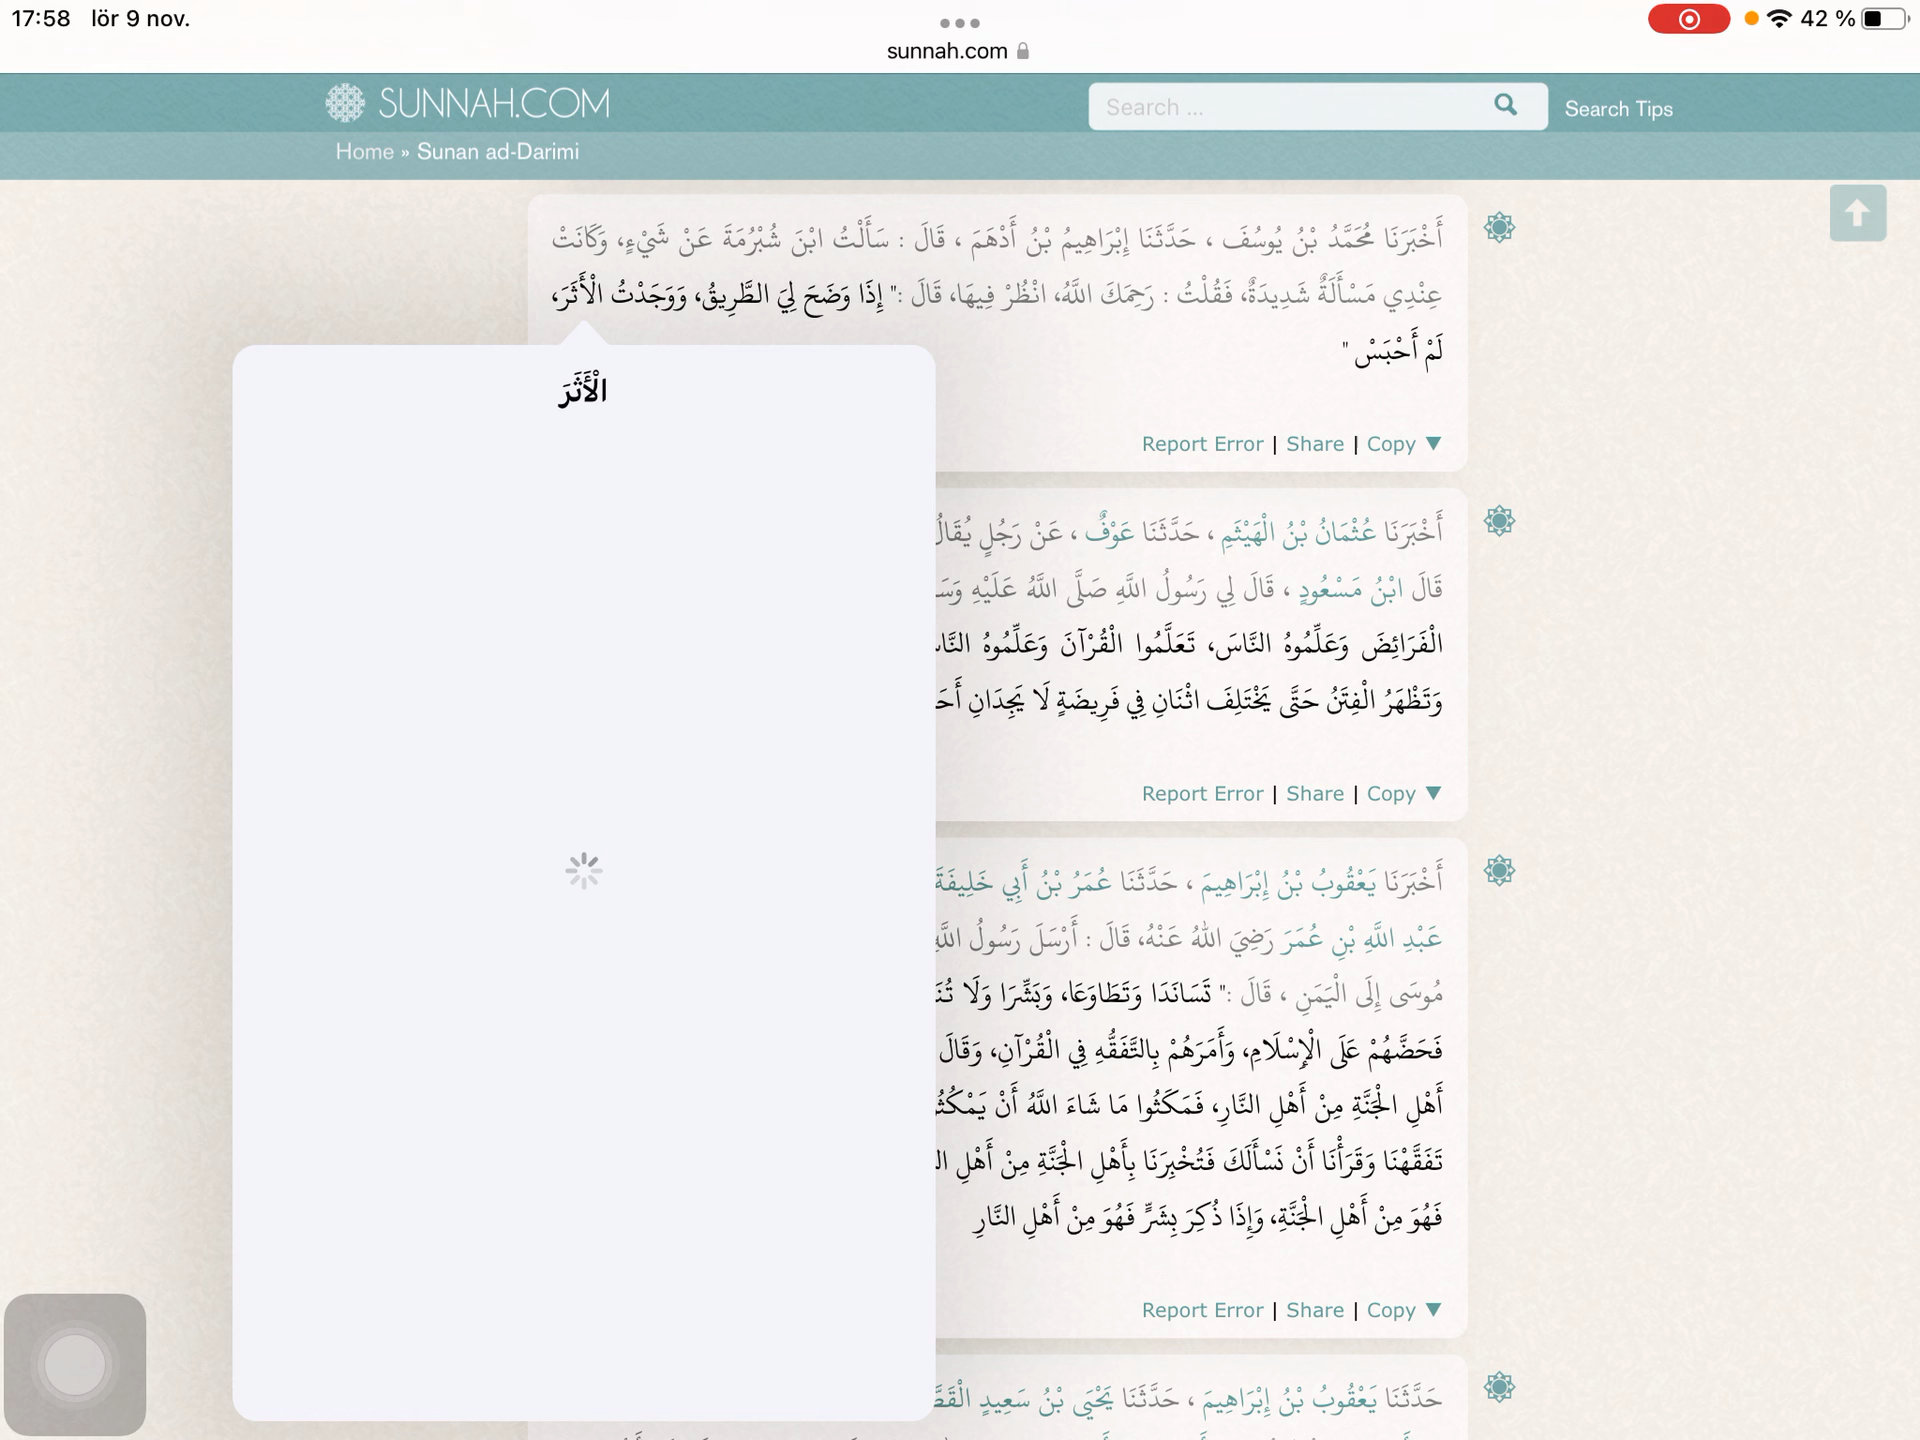 17:58 lör 9 nov.
42 %
sunnah.com
SUNNAH.COM
Search ...
Search Tips
Home » Sunan ad-Darimi
أَخْبَرَنَا مُحَمَّدُ بْنُ يُوسُفَ ، حَدَّثَنَا إِبْرَاهِيمُ بْنُ أَدْهَمَ ، قَالَ : سَأَلْتُ ابْنَ شُبْرُمَةَ عَنْ شَيْءٍ، وَكَانَتْ
عِنْدِي مَسْأَلَةٌ شَدِيدَةٌ، فَقُلْتُ : رَحِمَكَ اللَّهُ، انْظُرْ فِيهَا، قَالَ :" إِذَا وَضَحَ لِيَ الطَّرِيقُ، وَوَجَدْتُ الْأَثَرَ،
لَمْ أَحْبَسْ "
Report Error | Share | Copy ▼
الْأَثَرَ
أَخْبَرَنَا عُثْمَانُ بْنُ الْهَيْثَمِ ، حَدَّثَنَا عَوْفٌ ، عَنْ رَجُلٍ يُقَالُ
قَالَ ابْنُ مَسْعُودٍ ، قَالَ لِي رَسُولُ اللَّهِ صَلَّى اللَّهُ عَلَيْهِ
الْفَرَائِضَ وَعَلِّمُوهُ النَّاسَ، تَعَلَّمُوا الْقُرْآنَ وَعَلِّمُوهُ
وَتَظْهَرُ الْفِتَنُ حَتَّى يَخْتَلِفَ اثْنَانِ فِي فَرِيضَةٍ لَا يَجِدَانِ
Report Error | Share | Copy ▼
أَخْبَرَنَا يَعْقُوبُ بْنُ إِبْرَاهِيمَ ، حَدَّثَنَا عُمَرُ بْنُ أَبِي خَلِيفَةَ
عَبْدِ اللَّهِ بْنِ عُمَرَ رَضِيَ اللهُ عَنْهُ، قَالَ : أَرْسَلَ رَسُولُ اللَّهِ
مُوسَى إِلَى الْيَمَنِ ، قَالَ :" تَسَانَدَا وَتَطَاوَعَا، وَبَشِّرَا وَلَا
فَحَضَّهُمْ عَلَى الْإِسْلَامِ، وَأَمَرَهُمْ بِالتَّفَقُّهِ فِي الْقُرْآنِ، وَقَالَ
أَهْلِ الْجَنَّةِ مِنْ أَهْلِ النَّارِ، فَمَكَثُوا مَا شَاءَ اللَّهُ أَنْ
تَفَقَّهْنَا وَقَرَأْنَا أَنْ نَسْأَلَكَ فَتُخْبِرَنَا بِأَهْلِ الْجَنَّةِ مِنْ أَهْلِ
فَهُوَ مِنْ أَهْلِ الْجَنَّةِ، وَإِذَا ذُكِرَ بِشَرٍّ فَهُوَ مِنْ أَهْلِ النَّارِ
Report Error | Share | Copy ▼
حَدَّثَنَا يَعْقُوبُ بْنُ إِبْرَاهِيمَ ، حَدَّثَنَا يَحْيَى بْنُ سَعِيدٍ